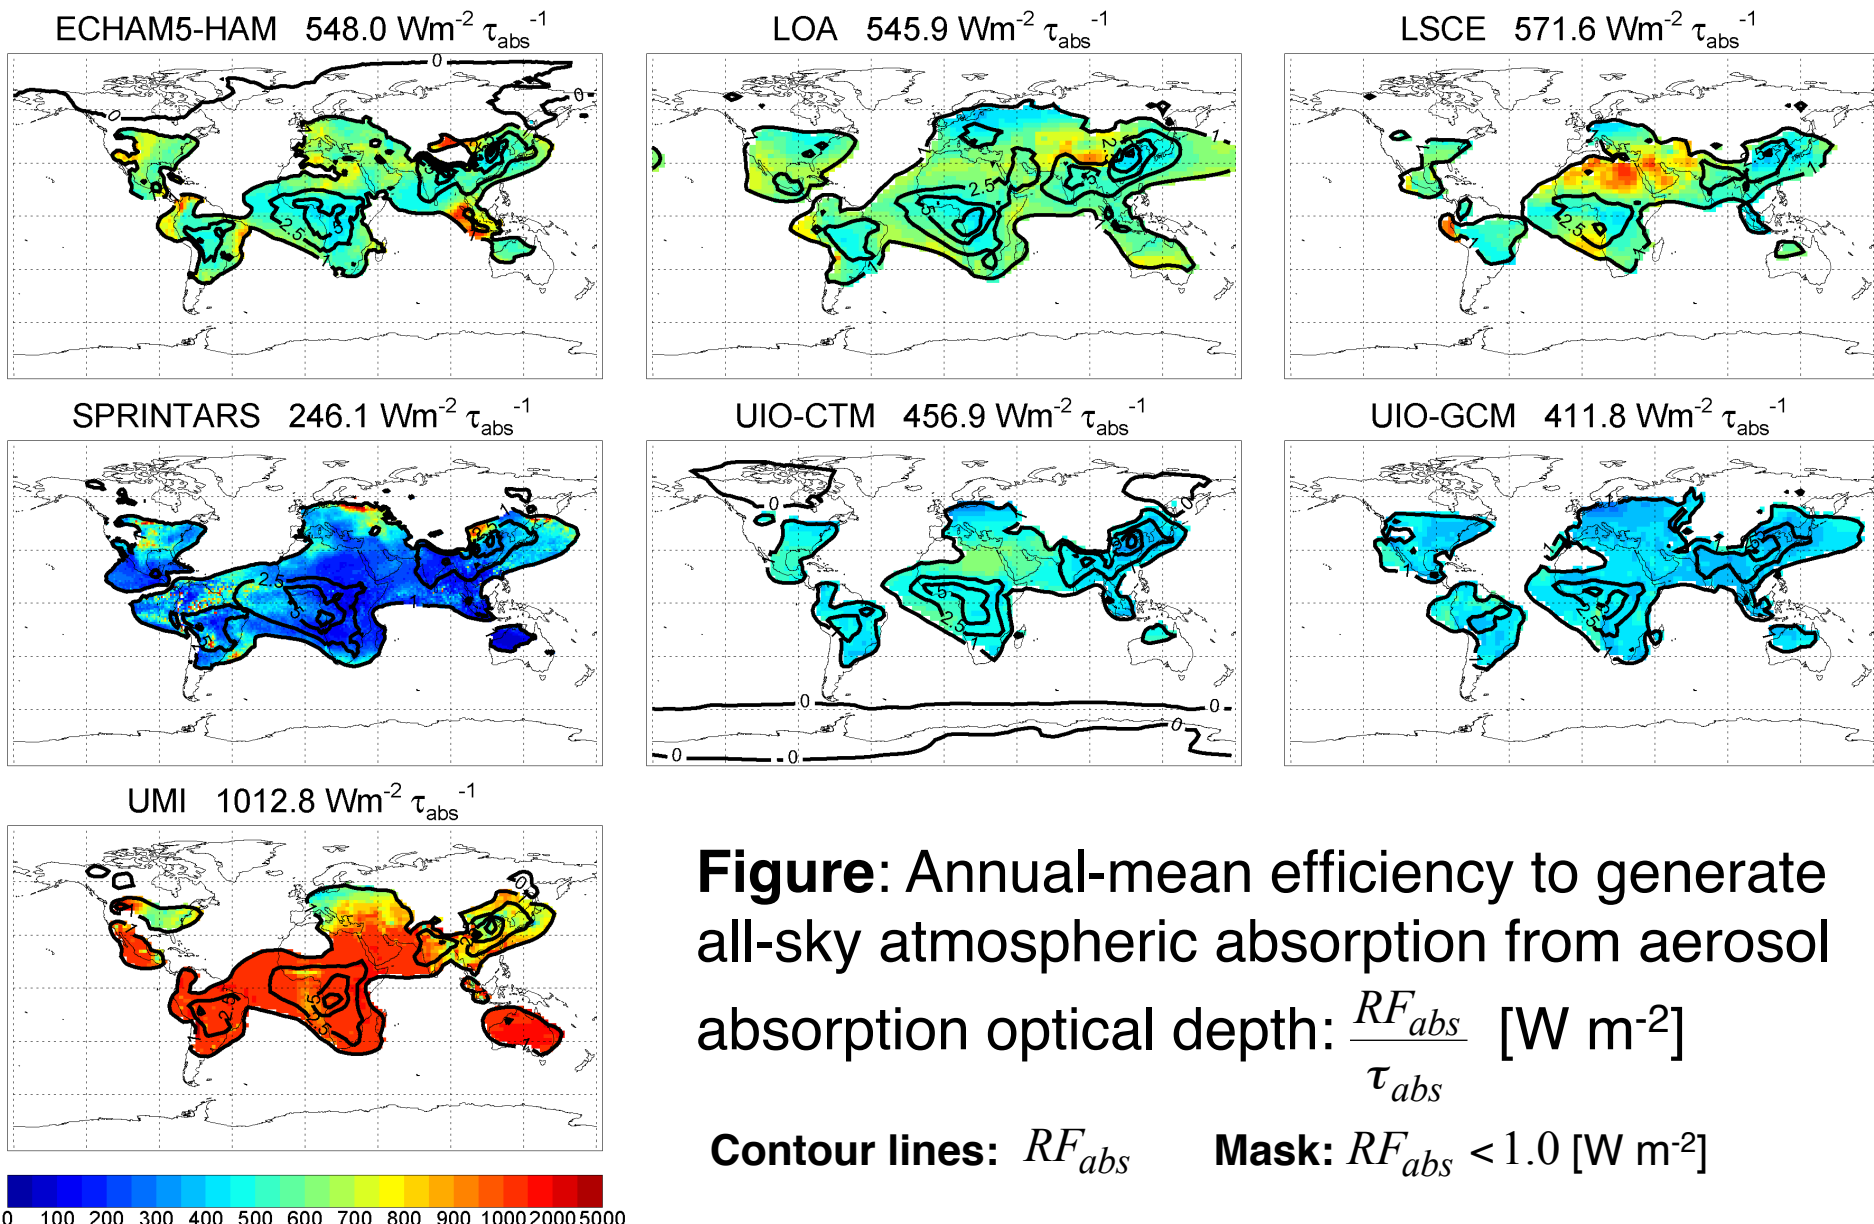 ECHAM5-HAM 548.0 Wm⁻² τabs⁻¹
LOA 545.9 Wm⁻² τabs⁻¹
LSCE 571.6 Wm⁻² τabs⁻¹
SPRINTARS 246.1 Wm⁻² τabs⁻¹
UIO-CTM 456.9 Wm⁻² τabs⁻¹
UIO-GCM 411.8 Wm⁻² τabs⁻¹
UMI 1012.8 Wm⁻² τabs⁻¹
Figure: Annual-mean efficiency to generate
all-sky atmospheric absorption from aerosol
absorption optical depth: RFabs / τabs [W m⁻²]
Contour lines: RFabs Mask: RFabs < 1.0 [W m⁻²]
0 100 200 300 400 500 600 700 800 900 1000 2000 5000